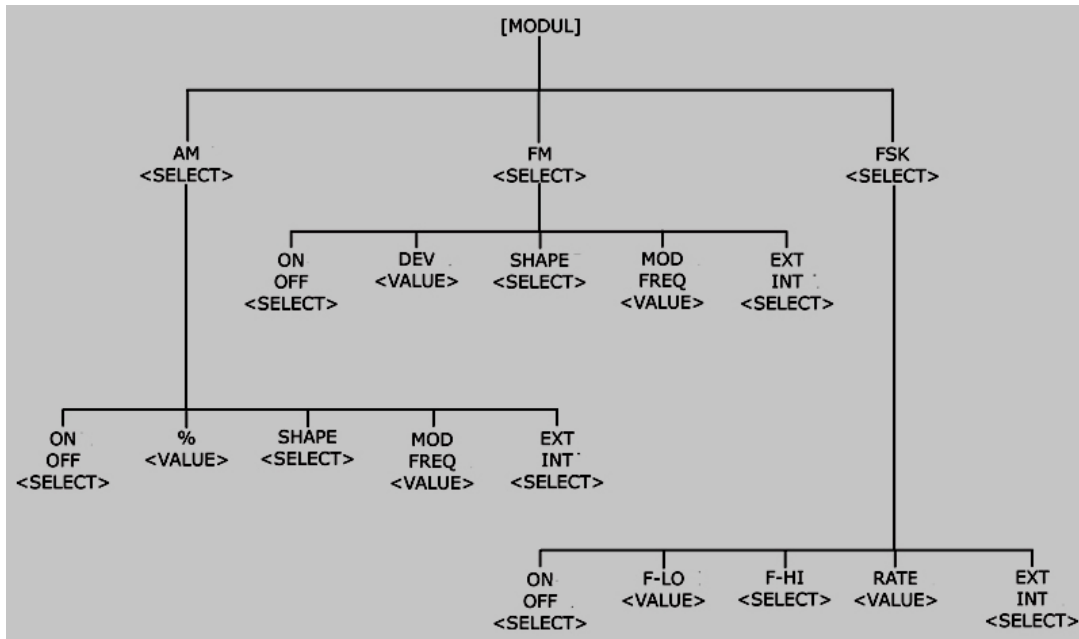 [MODUL]
AM
<SELECT>
FM
<SELECT>
FSK
<SELECT>
ON
OFF
<SELECT>
DEV
<VALUE>
SHAPE
<SELECT>
MOD
FREQ
<VALUE>
EXT
INT
<SELECT>
ON
OFF
<SELECT>
%
<VALUE>
SHAPE
<SELECT>
MOD
FREQ
<VALUE>
EXT
INT
<SELECT>
ON
OFF
<SELECT>
F-LO
<VALUE>
F-HI
<SELECT>
RATE
<VALUE>
EXT
INT
<SELECT>